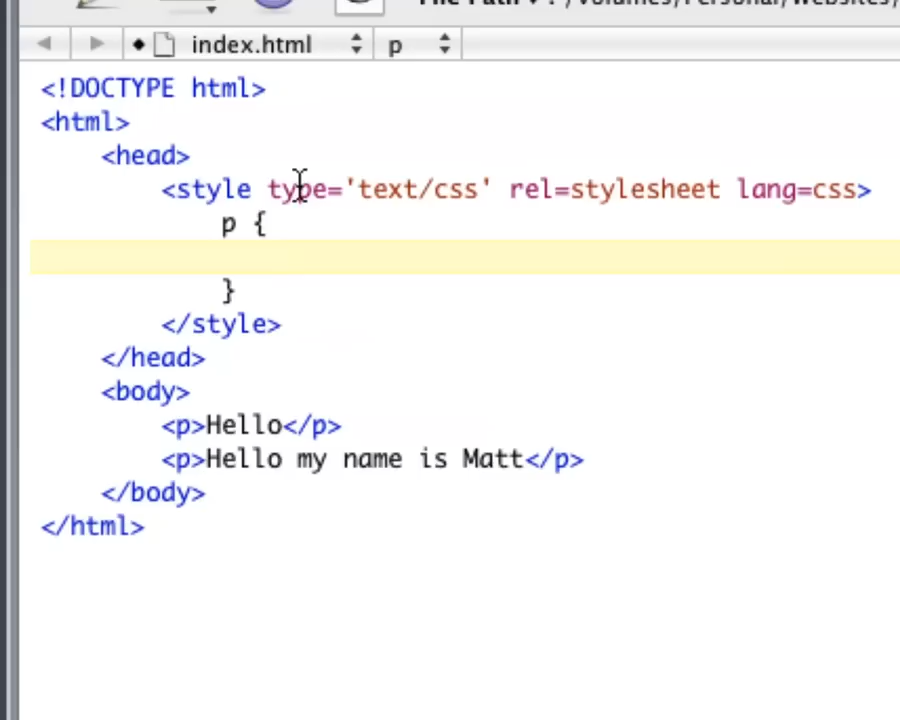 index.html p
<!DOCTYPE html>
<html>
<head>
<style type='text/css' rel=stylesheet lang=css>
p {
}
</style>
</head>
<body>
<p>Hello</p>
<p>Hello my name is Matt</p>
</body>
</html>